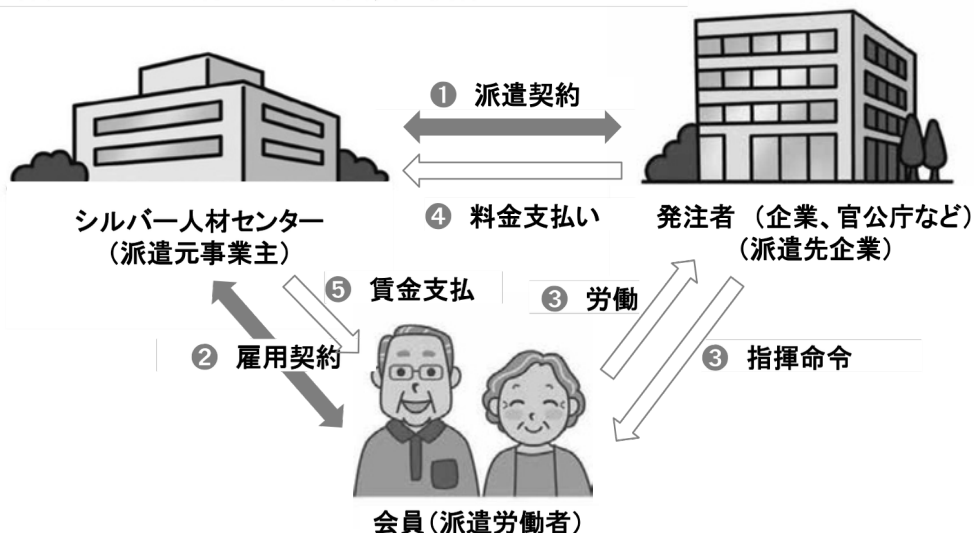 ❶ 派遣契約
❹ 料金支払い
シルバー人材センター
(派遣元事業主)
発注者 (企業、官公庁など)
(派遣先企業)
❺ 賃金支払
❸ 労働
❷ 雇用契約
❸ 指揮命令
会員(派遣労働者)